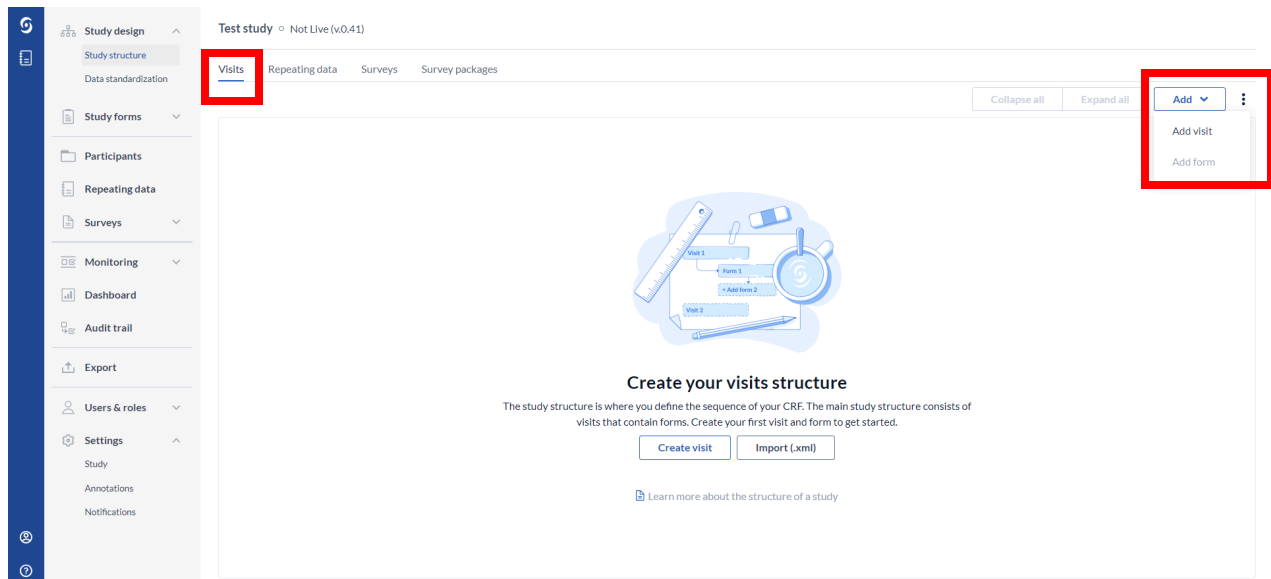 Study design
Study structure
Data standardization
Study forms
Participants
Repeating data
Surveys
Monitoring
Dashboard
Audit trail
Export
Users & roles
Settings
Study
Annotations
Notifications
Test study Not Live (v.0.41)
Visits Repeating data Surveys Survey packages
Collapse all Expand all Add
Add visit
Add form
Visit 1
Form 1
+ Add form 2
Visit 2
Create your visits structure
The study structure is where you define the sequence of your CRF. The main study structure consists of
visits that contain forms. Create your first visit and form to get started.
Create visit Import (.xml)
Learn more about the structure of a study